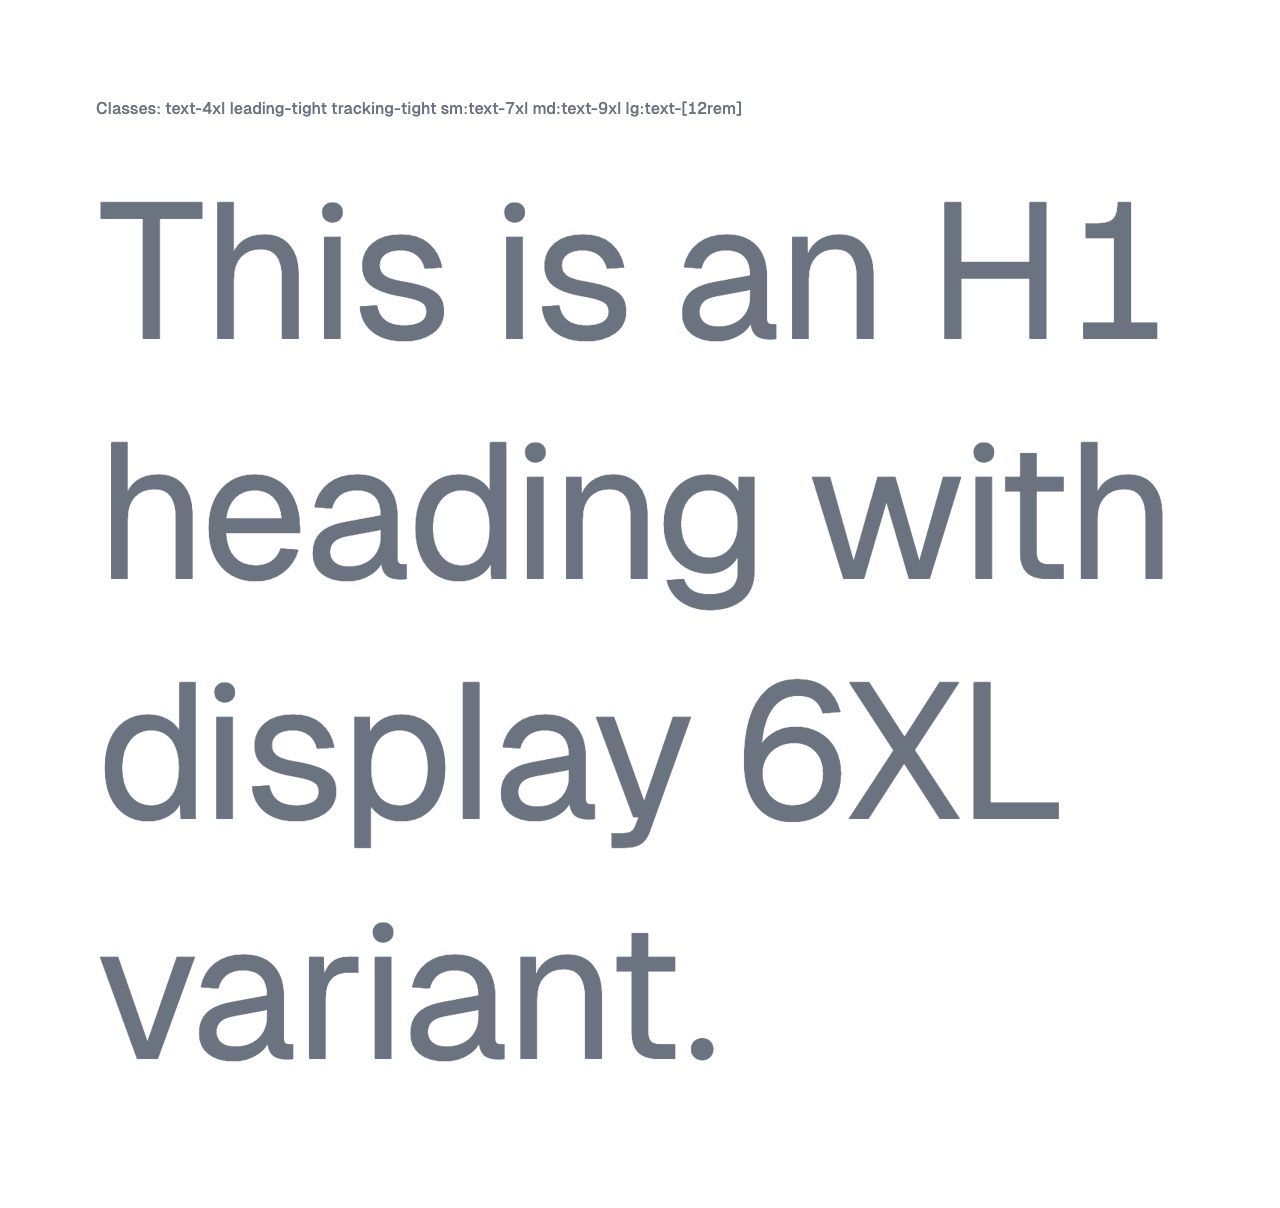 Classes: text-4xl leading-tight tracking-tight sm:text-7xl md:text-9xl lg:text-[12rem]
This is an H1
heading with
display 6XL
variant.